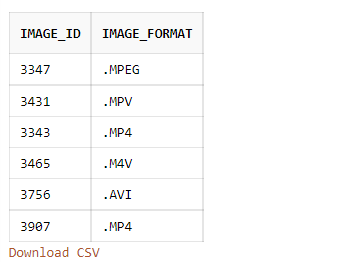 IMAGE_ID IMAGE_FORMAT
3347 .MPEG
3431 .MPV
3343 .MP4
3465 .M4V
3756 .AVI
3907 .MP4
Download CSV